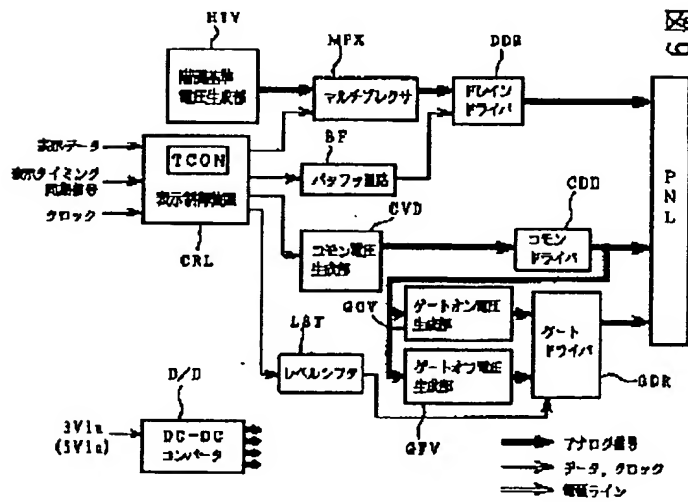 図
9
HTV
階調基準
電圧生成部
MPX
マルチプレクサ
DDR
ドレイン
ドライバ
PNL
表示データ
表示タイミング
同期信号
クロック
TCON
表示制御装置
CRL
BF
バッファ回路
CVD
コモン電圧
生成部
CDD
コモン
ドライバ
GOV
ゲートオン電圧
生成部
ゲートオフ電圧
生成部
GFV
ゲート
ドライバ
GDR
LST
レベルシフタ
D/D
3Vin
(5Vin)
DC-DC
コンバータ
アナログ信号
データ,クロック
電源ライン